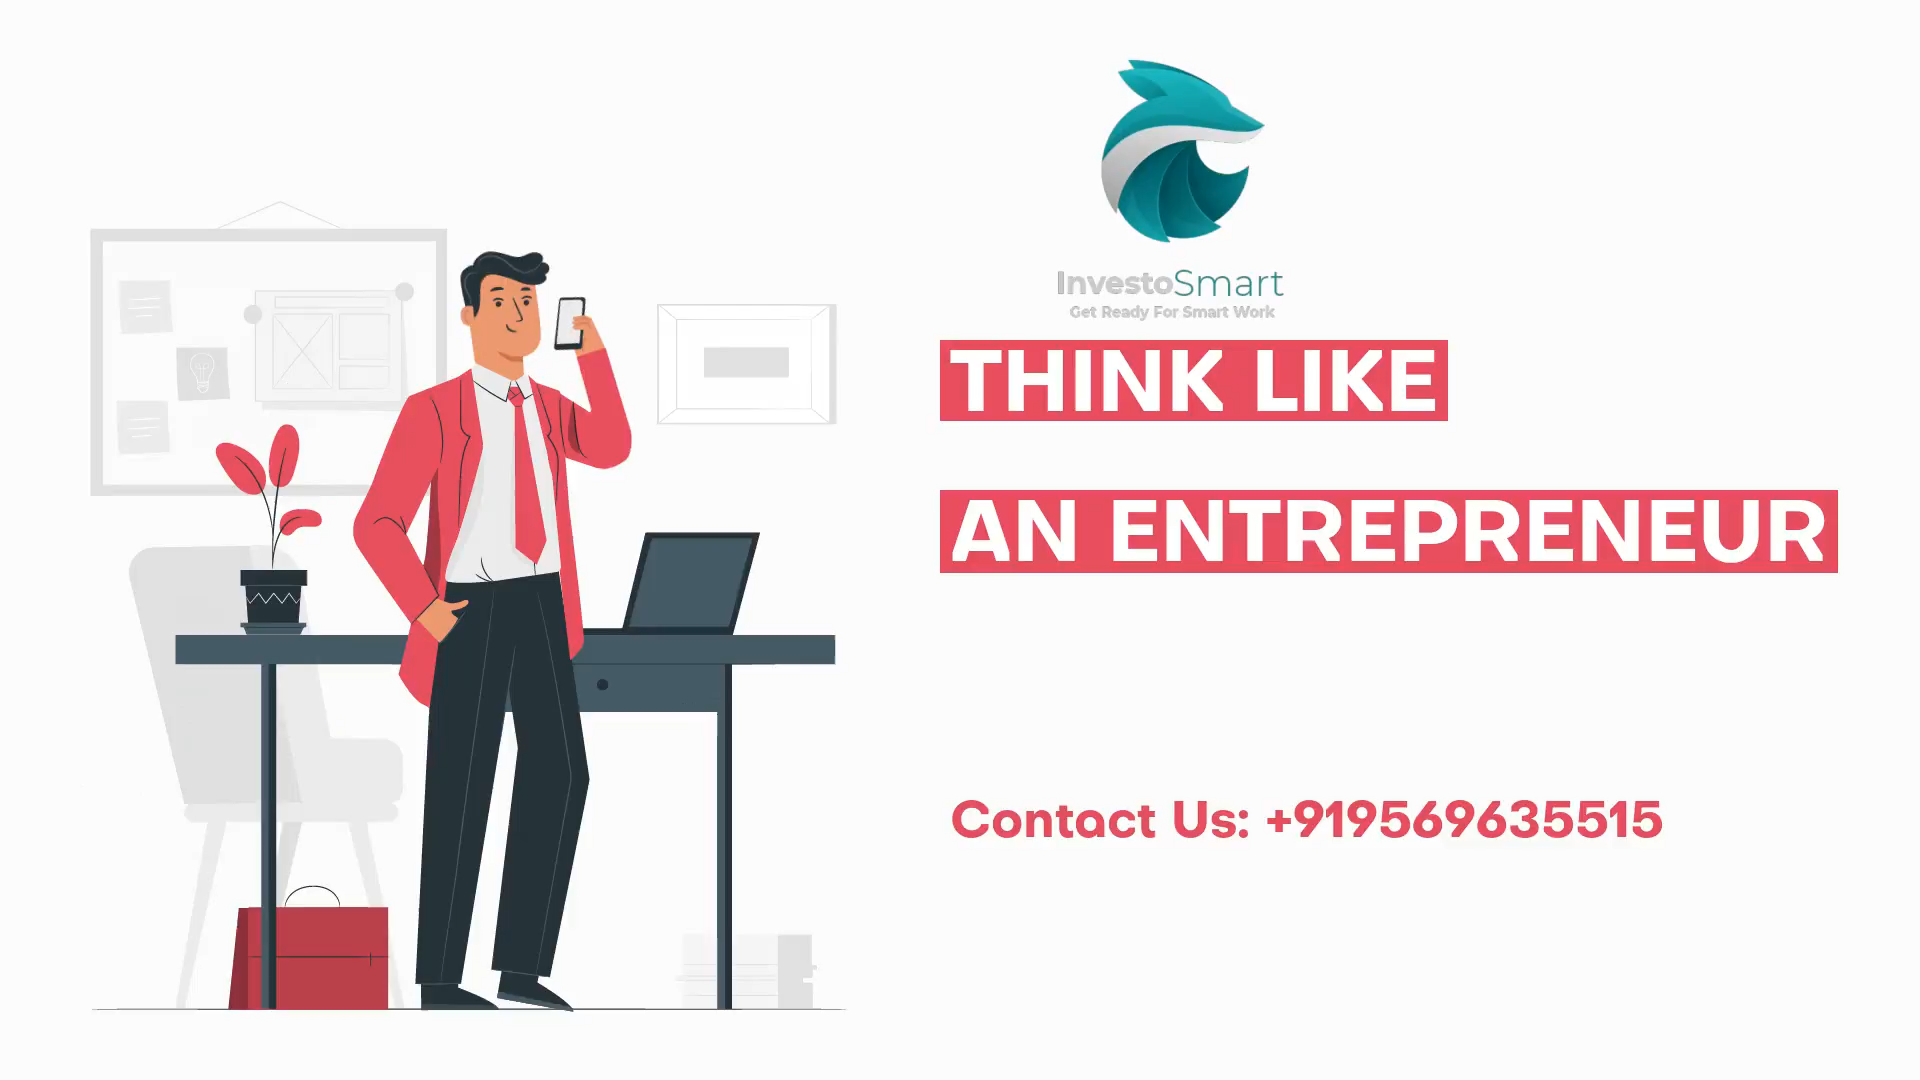 InvestoSmart
Get Ready For Smart Work
THINK LIKE
AN ENTREPRENEUR
Contact Us: +919569635515